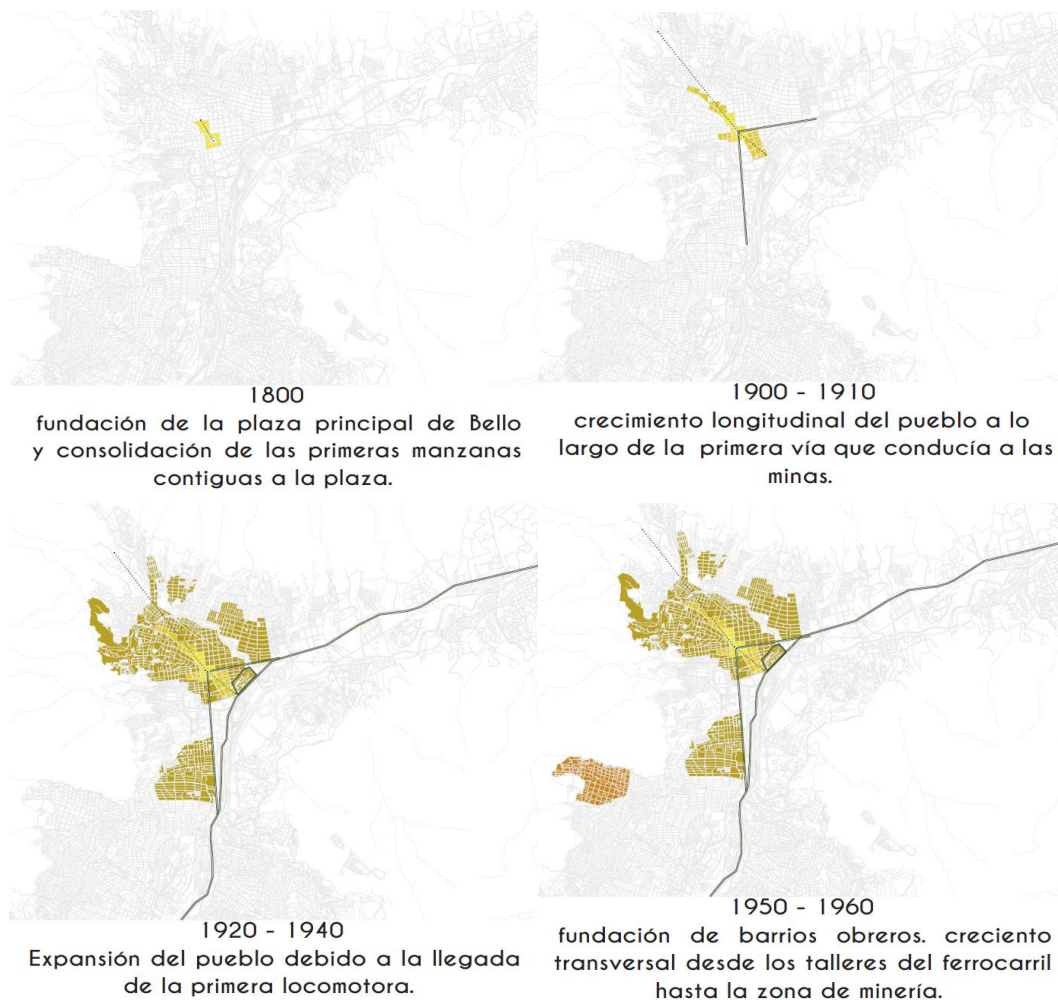 1800
fundación de la plaza principal de Bello
y consolidación de las primeras manzanas
contiguas a la plaza.
1900 - 1910
crecimiento longitudinal del pueblo a lo
largo de la primera vía que conducía a las
minas.
1920 - 1940
Expansión del pueblo debido a la llegada
de la primera locomotora.
1950 - 1960
fundación de barrios obreros. creciento
transversal desde los talleres del ferrocarril
hasta la zona de minería.